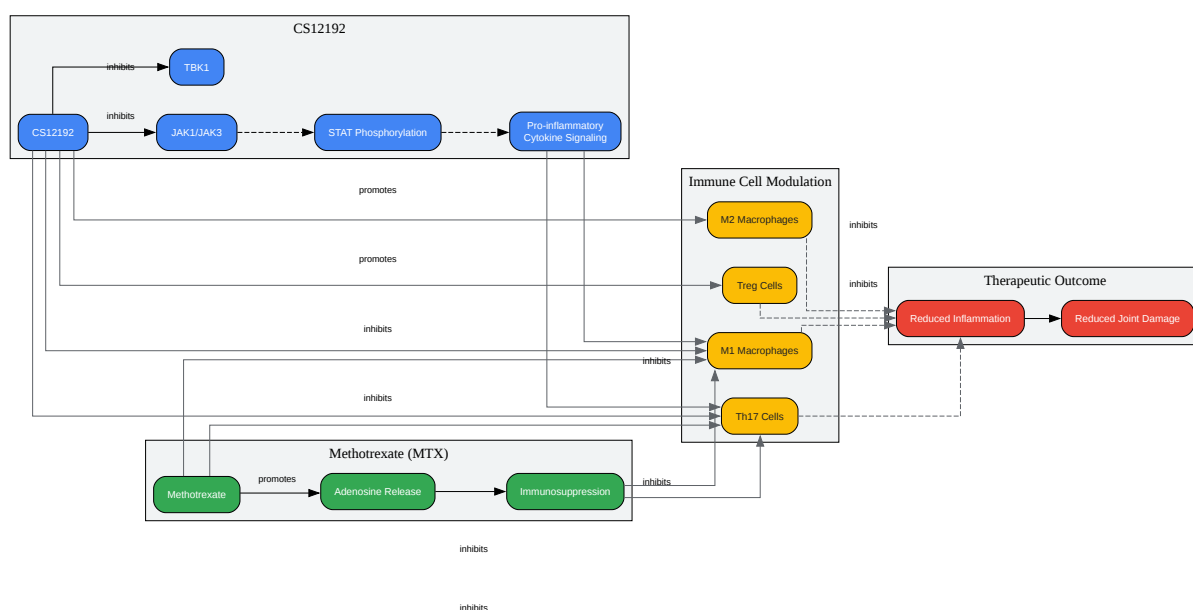 CS12192
inhibits
TBK1
inhibits
CS12192
JAK1/JAK3
STAT Phosphorylation
Pro-inflammatory
Cytokine Signaling
promotes
Immune Cell Modulation
M2 Macrophages
inhibits
promotes
Treg Cells
inhibits
Therapeutic Outcome
Reduced Inflammation
Reduced Joint Damage
inhibits
M1 Macrophages
inhibits
inhibits
Th17 Cells
Methotrexate (MTX)
promotes
inhibits
Methotrexate
Adenosine Release
Immunosuppression
inhibits
inhibits